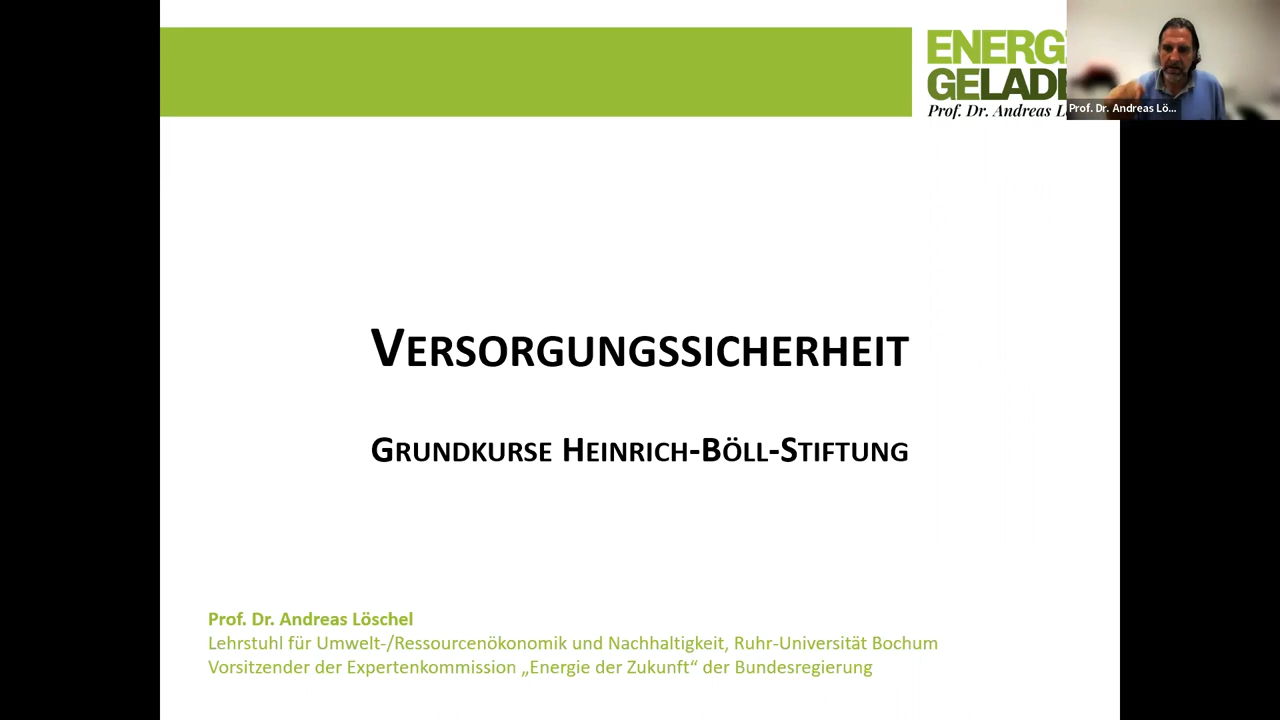 ENERG
GELADE
Prof. Dr. Andreas L
Prof. Dr. Andreas Lö...
VERSORGUNGSSICHERHEIT
GRUNDKURSE HEINRICH-BÖLL-STIFTUNG
Prof. Dr. Andreas Löschel
Lehrstuhl für Umwelt-/Ressourcenökonomik und Nachhaltigkeit, Ruhr-Universität Bochum
Vorsitzender der Expertenkommission „Energie der Zukunft“ der Bundesregierung